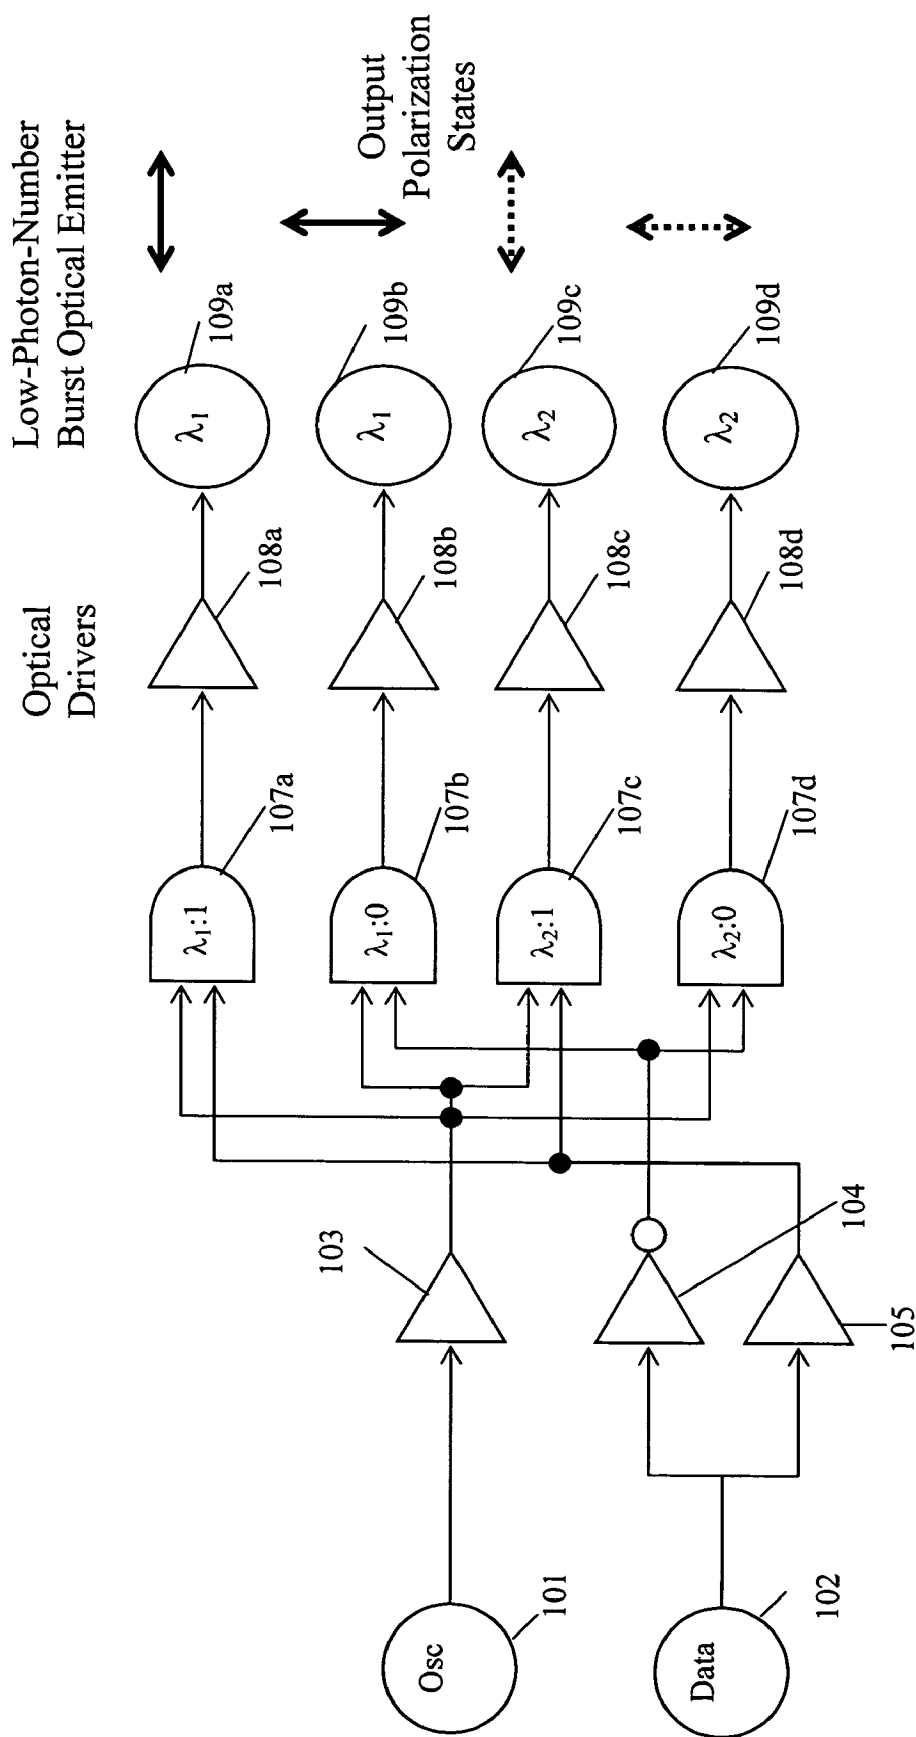 Low-Photon-Number
Burst Optical Emitter
Optical
Drivers
Output
Polarization
States
Osc
101
Data
102
103
104
105
λ1:1
107a
λ1:0
107b
λ2:1
107c
λ2:0
107d
108a
108b
108c
108d
λ1
109a
λ1
109b
λ2
109c
λ2
109d